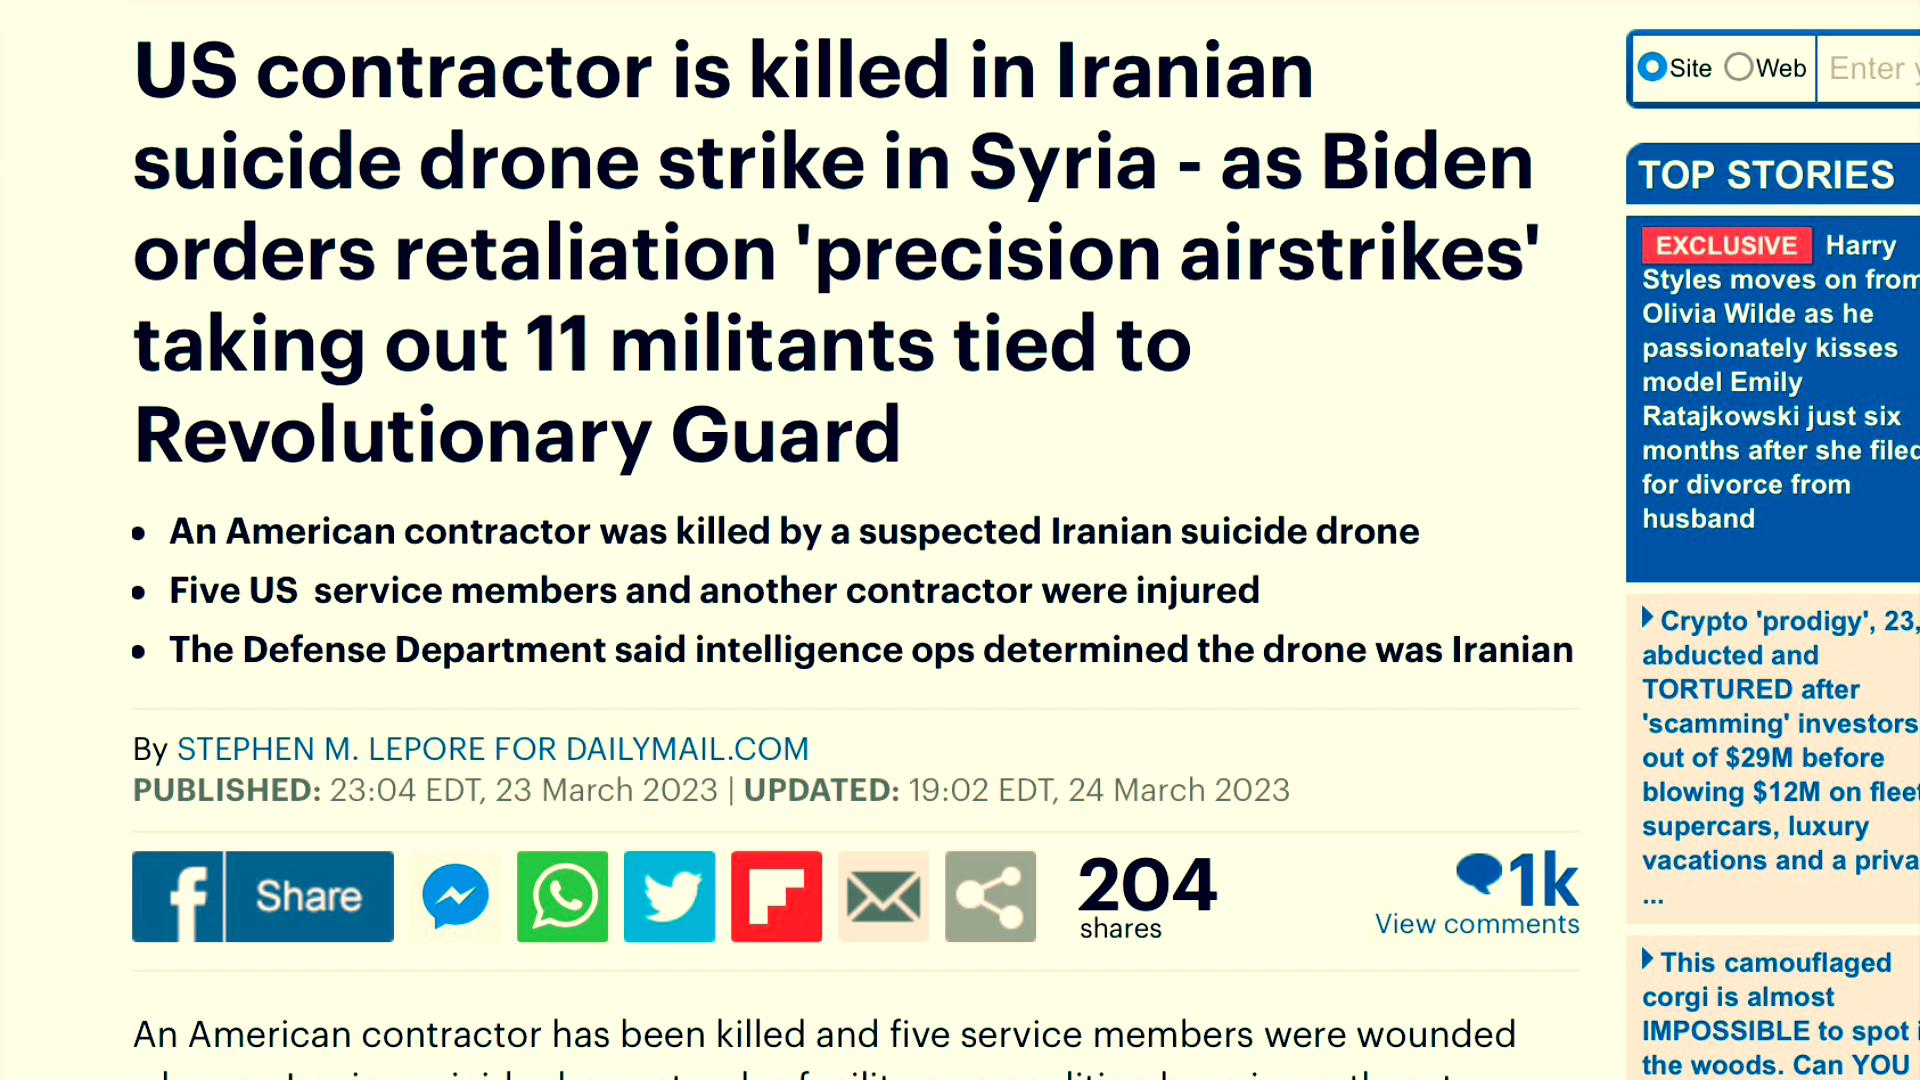 US contractor is killed in Iranian
suicide drone strike in Syria - as Biden
orders retaliation 'precision airstrikes'
taking out 11 militants tied to
Revolutionary Guard
• An American contractor was killed by a suspected Iranian suicide drone
• Five US service members and another contractor were injured
• The Defense Department said intelligence ops determined the drone was Iranian
By STEPHEN M. LEPORE FOR DAILYMAIL.COM
PUBLISHED: 23:04 EDT, 23 March 2023 | UPDATED: 19:02 EDT, 24 March 2023
Share
204
shares
1k
View comments
An American contractor has been killed and five service members were wounded
Site Web Enter
TOP STORIES
EXCLUSIVE Harry
Styles moves on from
Olivia Wilde as he
passionately kisses
model Emily
Ratajkowski just six
months after she filed
for divorce from
husband
Crypto 'prodigy', 23,
abducted and
TORTURED after
'scamming' investors
out of $29M before
blowing $12M on fleet
supercars, luxury
vacations and a priva
...
This camouflaged
corgi is almost
IMPOSSIBLE to spot
the woods. Can YOU